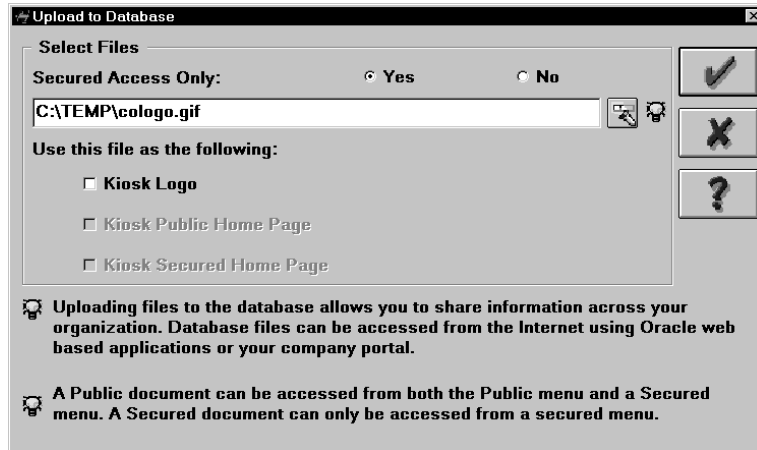 Upload to Database
Select Files
Secured Access Only: Yes No
C:\TEMP\cologo.gif
Use this file as the following:
Kiosk Logo
Kiosk Public Home Page
Kiosk Secured Home Page
Uploading files to the database allows you to share information across your
organization. Database files can be accessed from the Internet using Oracle web
based applications or your company portal.
A Public document can be accessed from both the Public menu and a Secured
menu. A Secured document can only be accessed from a secured menu.